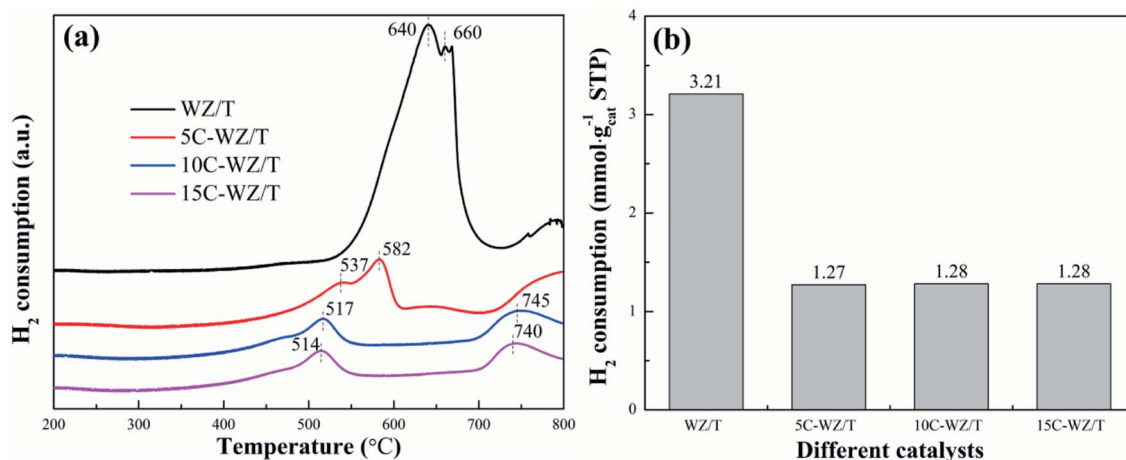 (a)
640
660
WZ/T
5C-WZ/T
10C-WZ/T
15C-WZ/T
537
582
517
745
514
740
H2 consumption (a.u.)
200
300
400
500
600
700
800
Temperature (°C)
(b)
4
3
2
1
0
3.21
1.27
1.28
1.28
H2 consumption (mmol·g-1cat STP)
WZ/T
5C-WZ/T
10C-WZ/T
15C-WZ/T
Different catalysts